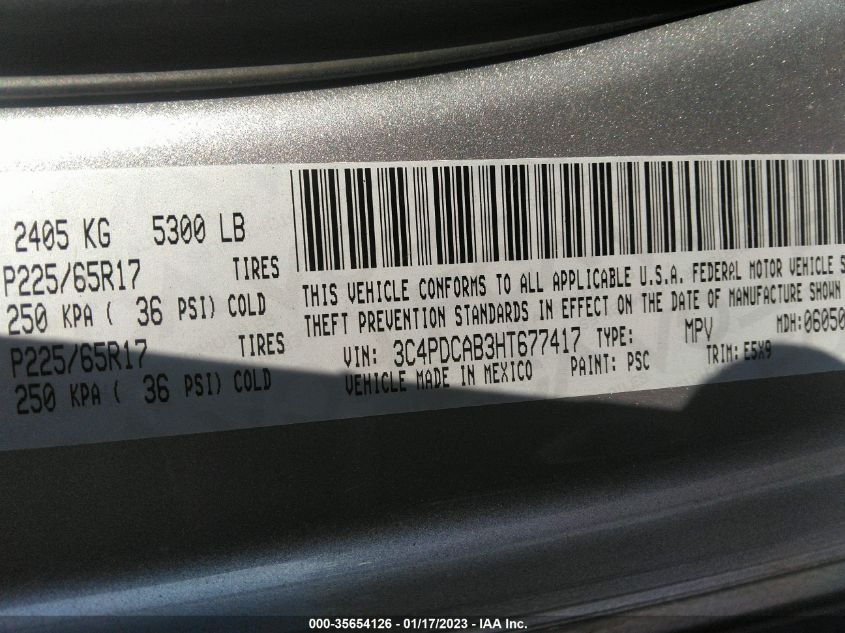 2405 KG 5300 LB
P225/65R17 TIRES
250 KPA ( 36 PSI) COLD
P225/65R17 TIRES
250 KPA ( 36 PSI) COLD
THIS VEHICLE CONFORMS TO ALL APPLICABLE U.S.A. FEDERAL MOTOR VEHICLE S
THEFT PREVENTION STANDARDS IN EFFECT ON THE DATE OF MANUFACTURE SHOWN
VIN: 3C4PDCAB3HT677417 TYPE: MPV MDH: 06050
VEHICLE MADE IN MEXICO PAINT: PSC TRIM: E5X9
000-35654126 - 01/17/2023 - IAA Inc.